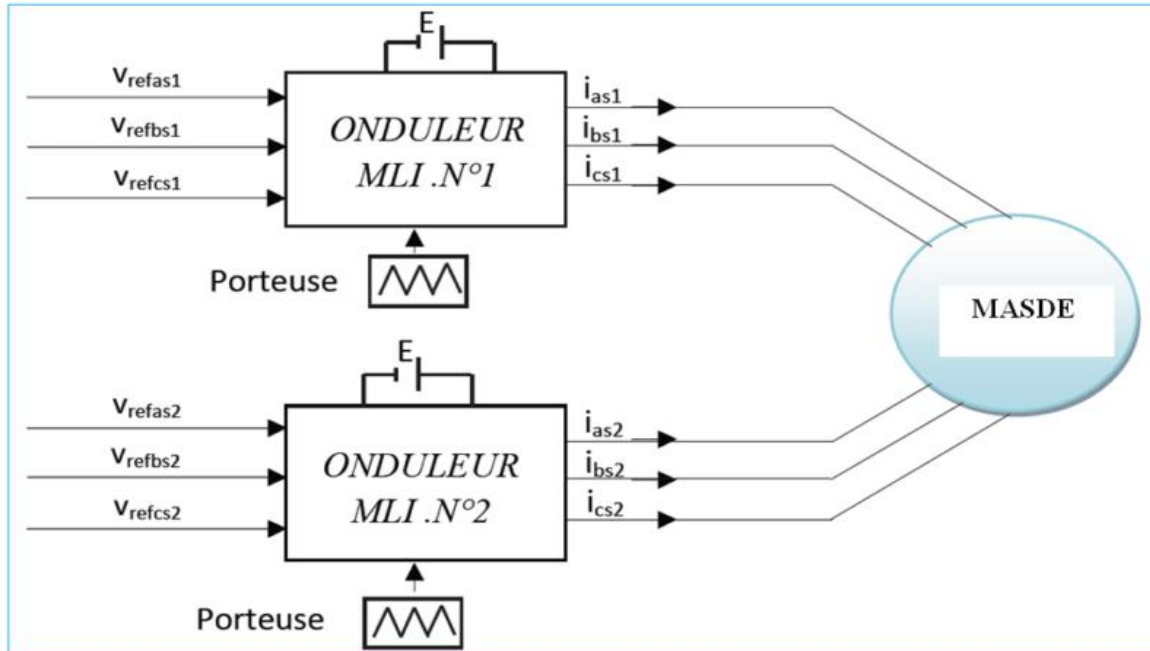 E
vrefas1
vrefbs1
vrefcs1
ONDULEUR
MLI .N°1
ias1
ibs1
ics1
Porteuse
MASDE
E
vrefas2
vrefbs2
vrefcs2
ONDULEUR
MLI .N°2
ias2
ibs2
ics2
Porteuse